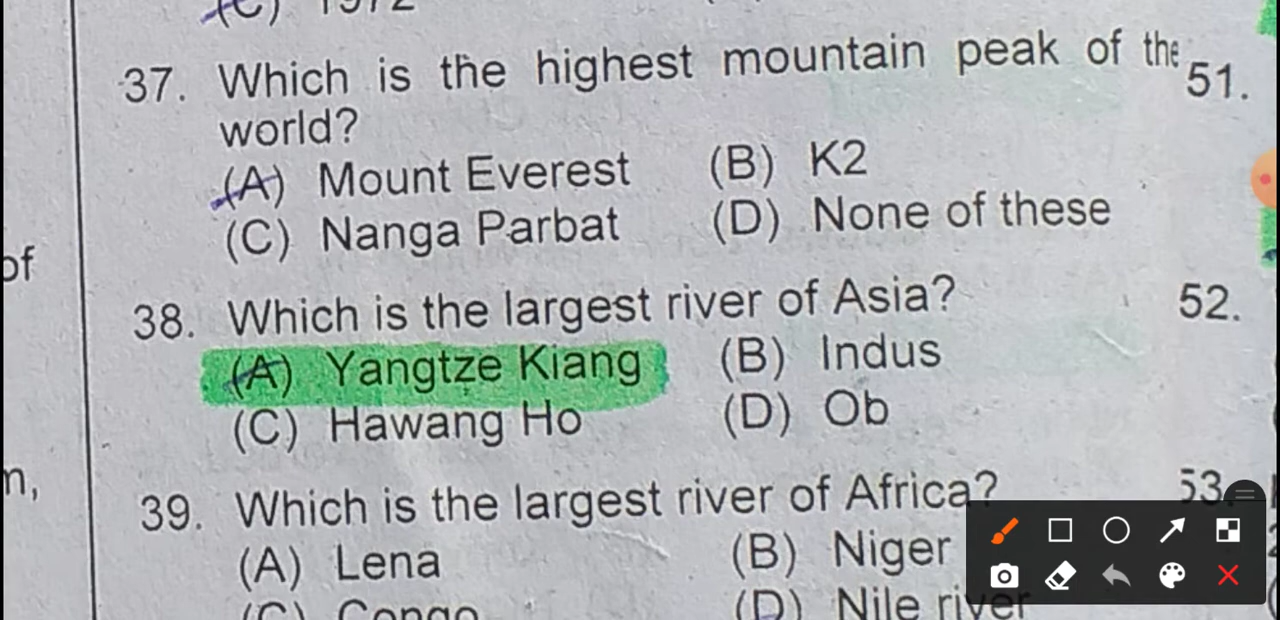 (C) 1972
37. Which is the highest mountain peak of the
world?
(A) Mount Everest (B) K2
(C) Nanga Parbat (D) None of these
38. Which is the largest river of Asia?
(A) Yangtze Kiang (B) Indus
(C) Hawang Ho (D) Ob
39. Which is the largest river of Africa?
(A) Lena (B) Niger
(C) Congo (D) Nile river
of
m,
51.
52.
53.